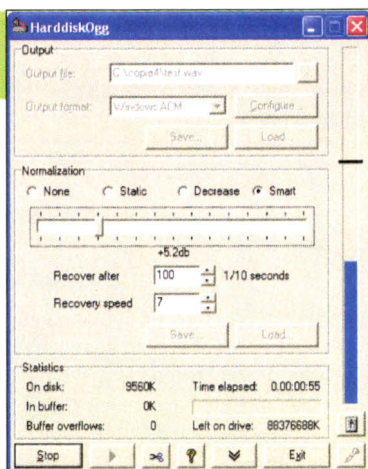 HarddiskOgg
Output
Output file: C:\copia4\test.wav
Output format: Windows ACM Configure...
Save... Load...
Normalization
None Static Decrease Smart
+5.2db
Recover after 100 1/10 seconds
Recovery speed 7
Save... Load...
Statistics
On disk: 9560K Time elapsed: 0.00:00:55
In buffer: 0K
Buffer overflows: 0 Left on drive: 88376688K
Stop Exit